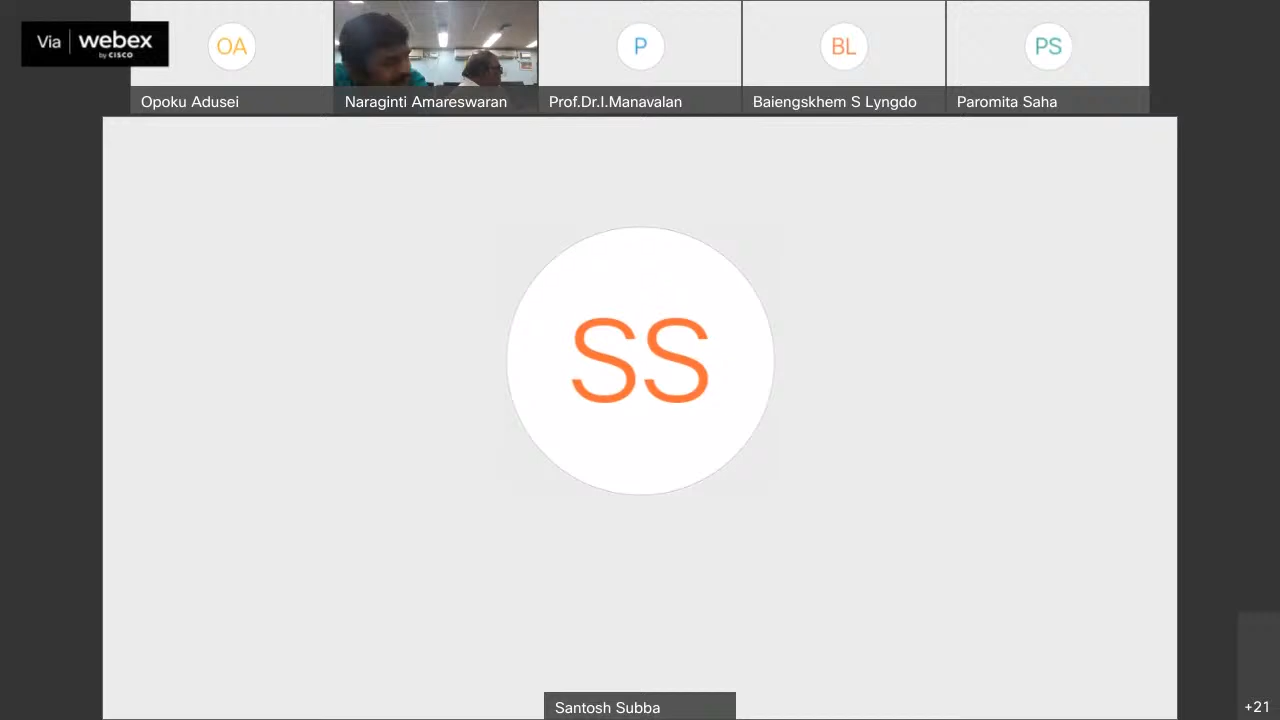 Via webex
by CISCO
OA
P
BL
PS
Opoku Adusei
Naraginti Amareswaran
Prof.Dr.I.Manavalan
Baiengskhem S Lyngdo
Paromita Saha
SS
Santosh Subba
+21